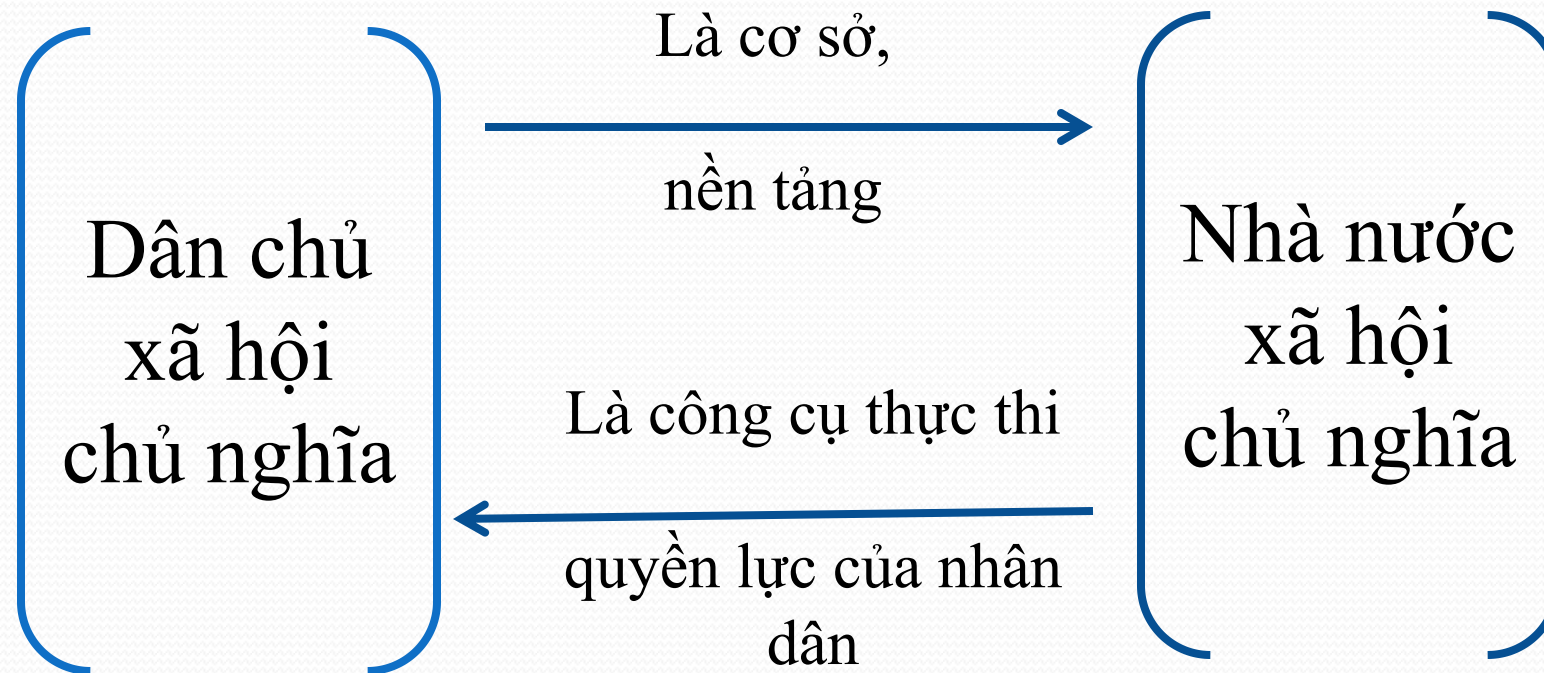 Dân chủ
xã hội
chủ nghĩa
Là cơ sở,
nền tảng
Là công cụ thực thi
quyền lực của nhân
dân
Nhà nước
xã hội
chủ nghĩa